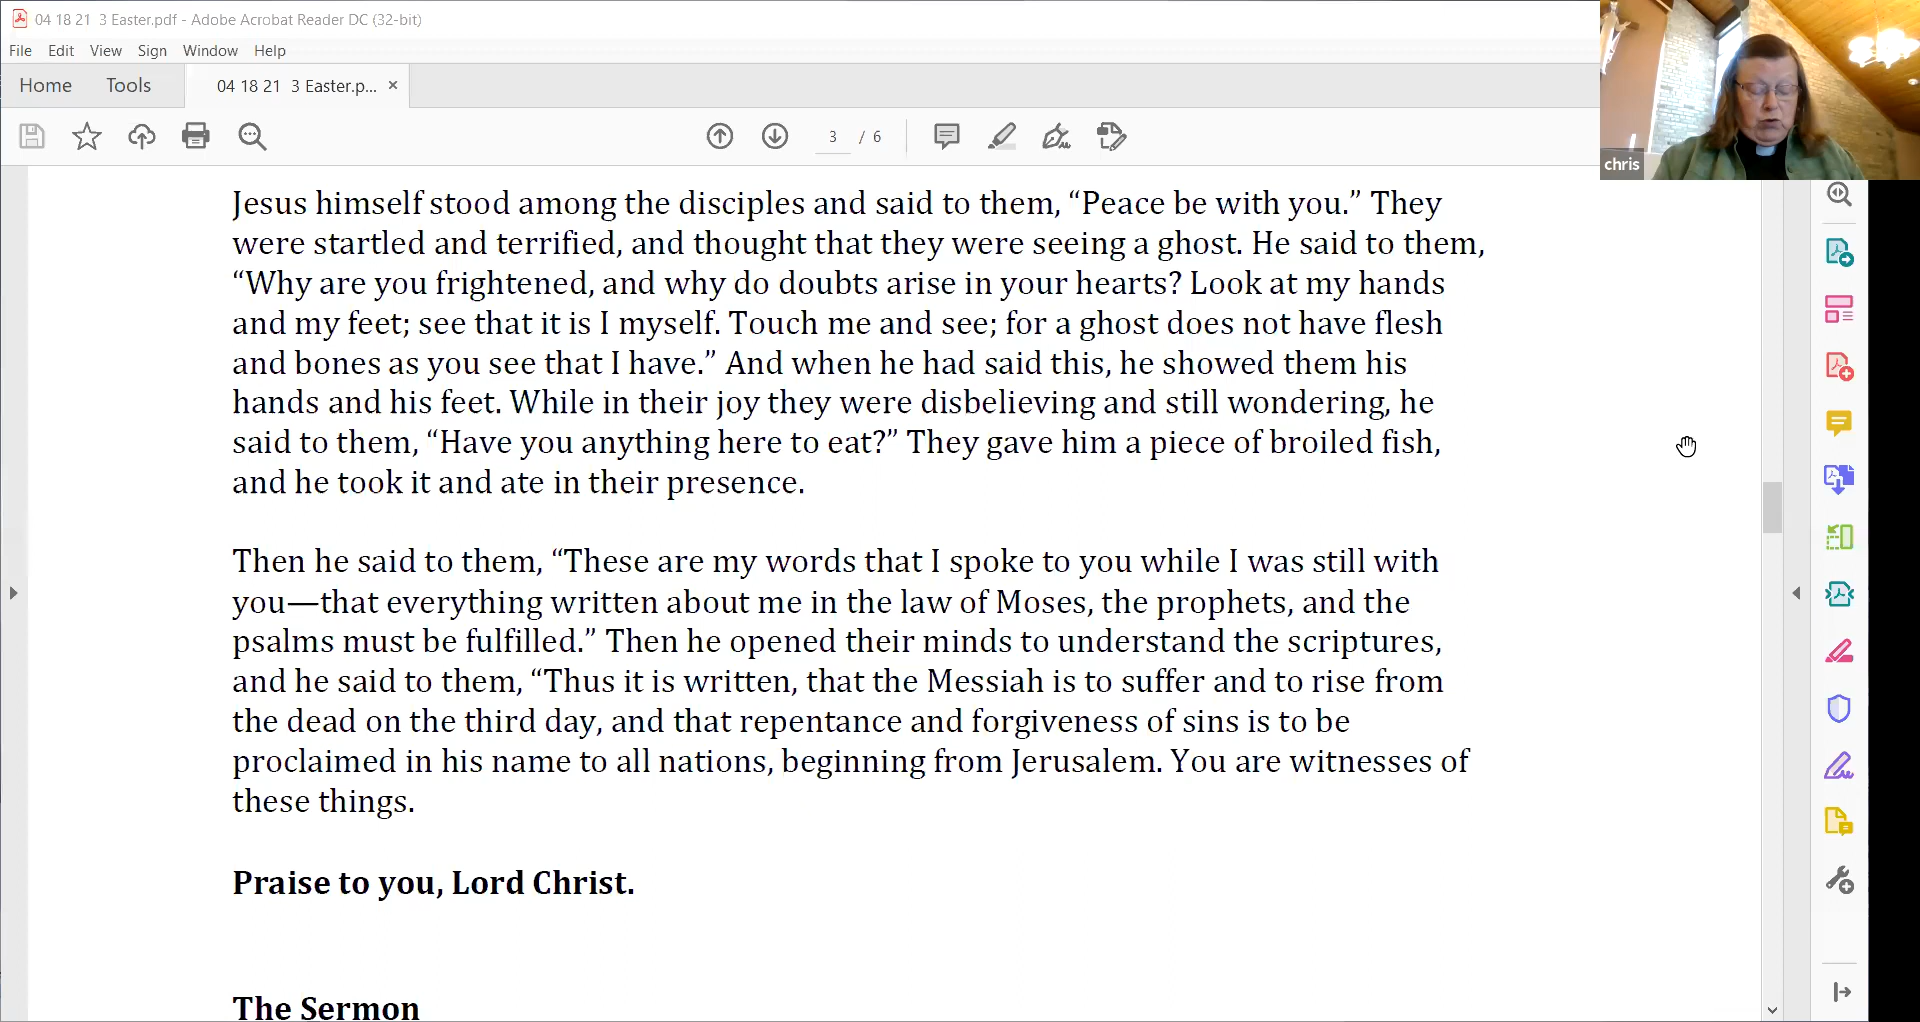 04 18 21  3 Easter.pdf - Adobe Acrobat Reader DC (32-bit)
File Edit View Sign Window Help
Home Tools 04 18 21  3 Easter.p... ×
3 / 6
chris
Jesus himself stood among the disciples and said to them, “Peace be with you.” They
were startled and terrified, and thought that they were seeing a ghost. He said to them,
“Why are you frightened, and why do doubts arise in your hearts? Look at my hands
and my feet; see that it is I myself. Touch me and see; for a ghost does not have flesh
and bones as you see that I have.” And when he had said this, he showed them his
hands and his feet. While in their joy they were disbelieving and still wondering, he
said to them, “Have you anything here to eat?” They gave him a piece of broiled fish,
and he took it and ate in their presence.
Then he said to them, “These are my words that I spoke to you while I was still with
you—that everything written about me in the law of Moses, the prophets, and the
psalms must be fulfilled.” Then he opened their minds to understand the scriptures,
and he said to them, “Thus it is written, that the Messiah is to suffer and to rise from
the dead on the third day, and that repentance and forgiveness of sins is to be
proclaimed in his name to all nations, beginning from Jerusalem. You are witnesses of
these things.
Praise to you, Lord Christ.
The Sermon